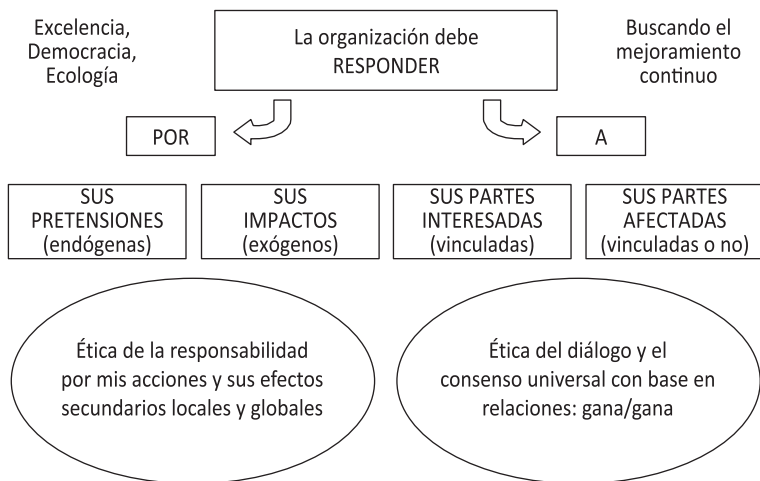 Excelencia,
Democracia,
Ecología
La organización debe
RESPONDER
Buscando el
mejoramiento
continuo
POR
A
SUS
PRETENSIONES
(endógenas)
SUS
IMPACTOS
(exógenos)
SUS PARTES
INTERESADAS
(vinculadas)
SUS PARTES
AFECTADAS
(vinculadas o no)
Ética de la responsabilidad
por mis acciones y sus efectos
secundarios locales y globales
Ética del diálogo y el
consenso universal con base en
relaciones: gana/gana